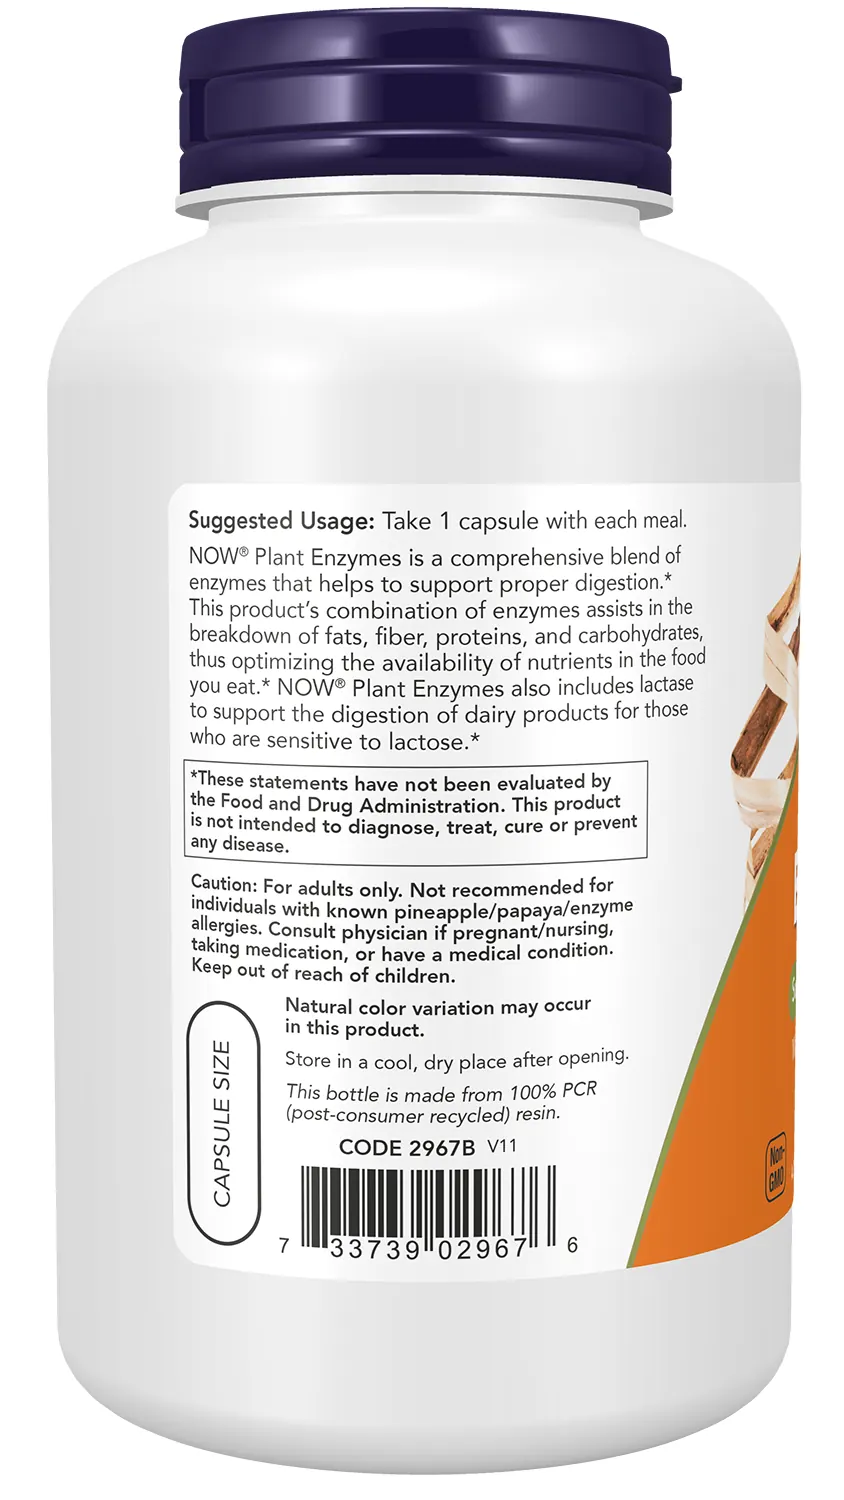 Suggested Usage: Take 1 capsule with each meal.
NOW® Plant Enzymes is a comprehensive blend of
enzymes that helps to support proper digestion.*
This product's combination of enzymes assists in the
breakdown of fats, fiber, proteins, and carbohydrates,
thus optimizing the availability of nutrients in the food
you eat.* NOW® Plant Enzymes also includes lactase
to support the digestion of dairy products for those
who are sensitive to lactose.*
*These statements have not been evaluated by
the Food and Drug Administration. This product
is not intended to diagnose, treat, cure or prevent
any disease.
Caution: For adults only. Not recommended for
individuals with known pineapple/papaya/enzyme
allergies. Consult physician if pregnant/nursing,
taking medication, or have a medical condition.
Keep out of reach of children.
CAPSULE SIZE
Natural color variation may occur
in this product.
Store in a cool, dry place after opening.
This bottle is made from 100% PCR
(post-consumer recycled) resin.
CODE 2967B V11
7 33739 02967 6
Non-
GMO